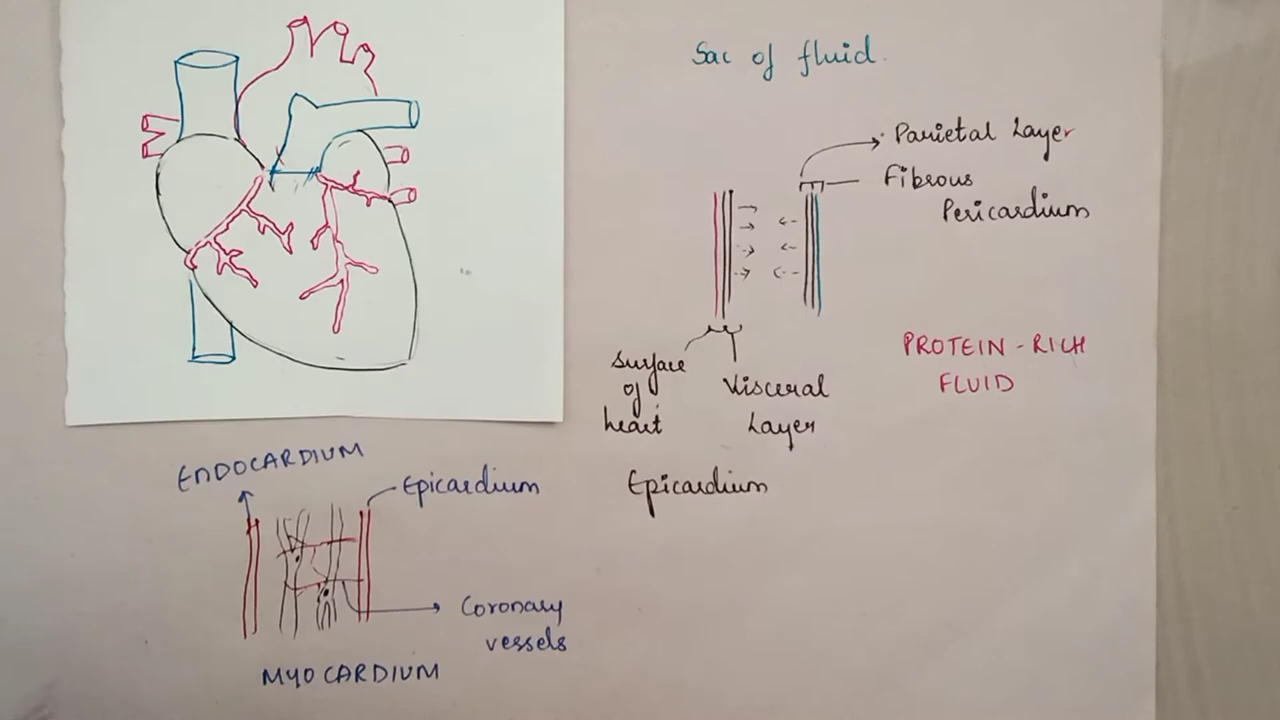 Sac of fluid.
Parietal Layer
Fibrous
Pericardium
Surface
of
heart
Visceral
Layer
PROTEIN-RICH
FLUID
Epicardium
ENDOCARDIUM
Epicardium
Coronary
vessels
MYOCARDIUM